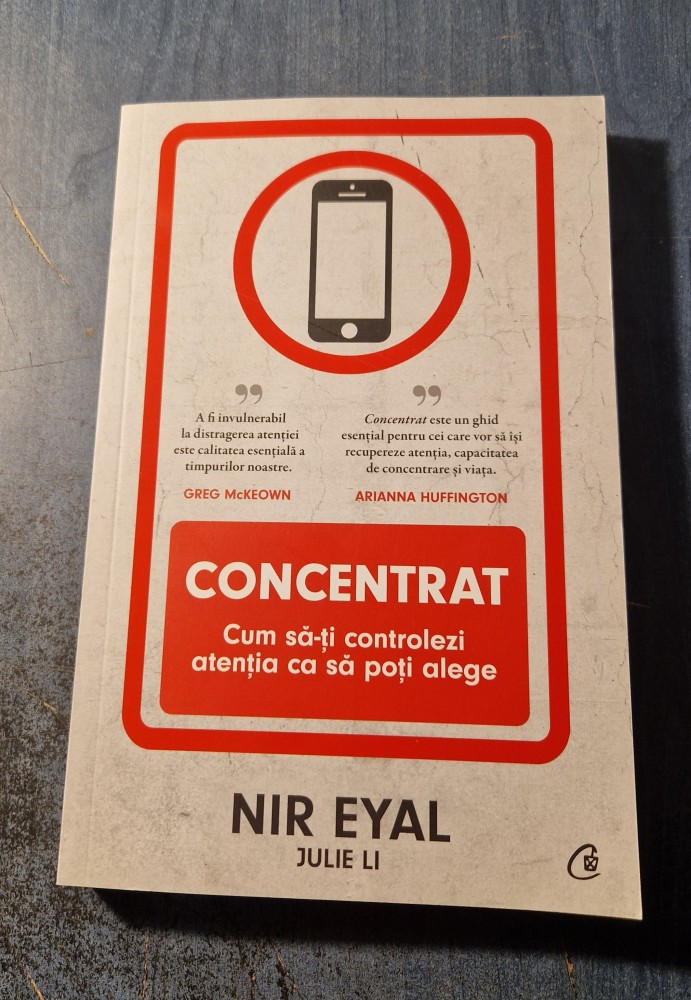 ”
A fi invulnerabil
la distragerea atenției
este calitatea esențială a
timpurilor noastre.
GREG McKEOWN
”
Concentrat este un ghid
esențial pentru cei care vor să își
recupereze atenția, capacitatea
de concentrare și viața.
ARIANNA HUFFINGTON
CONCENTRAT
Cum să-ți controlezi
atenția ca să poți alege
NIR EYAL
JULIE LI